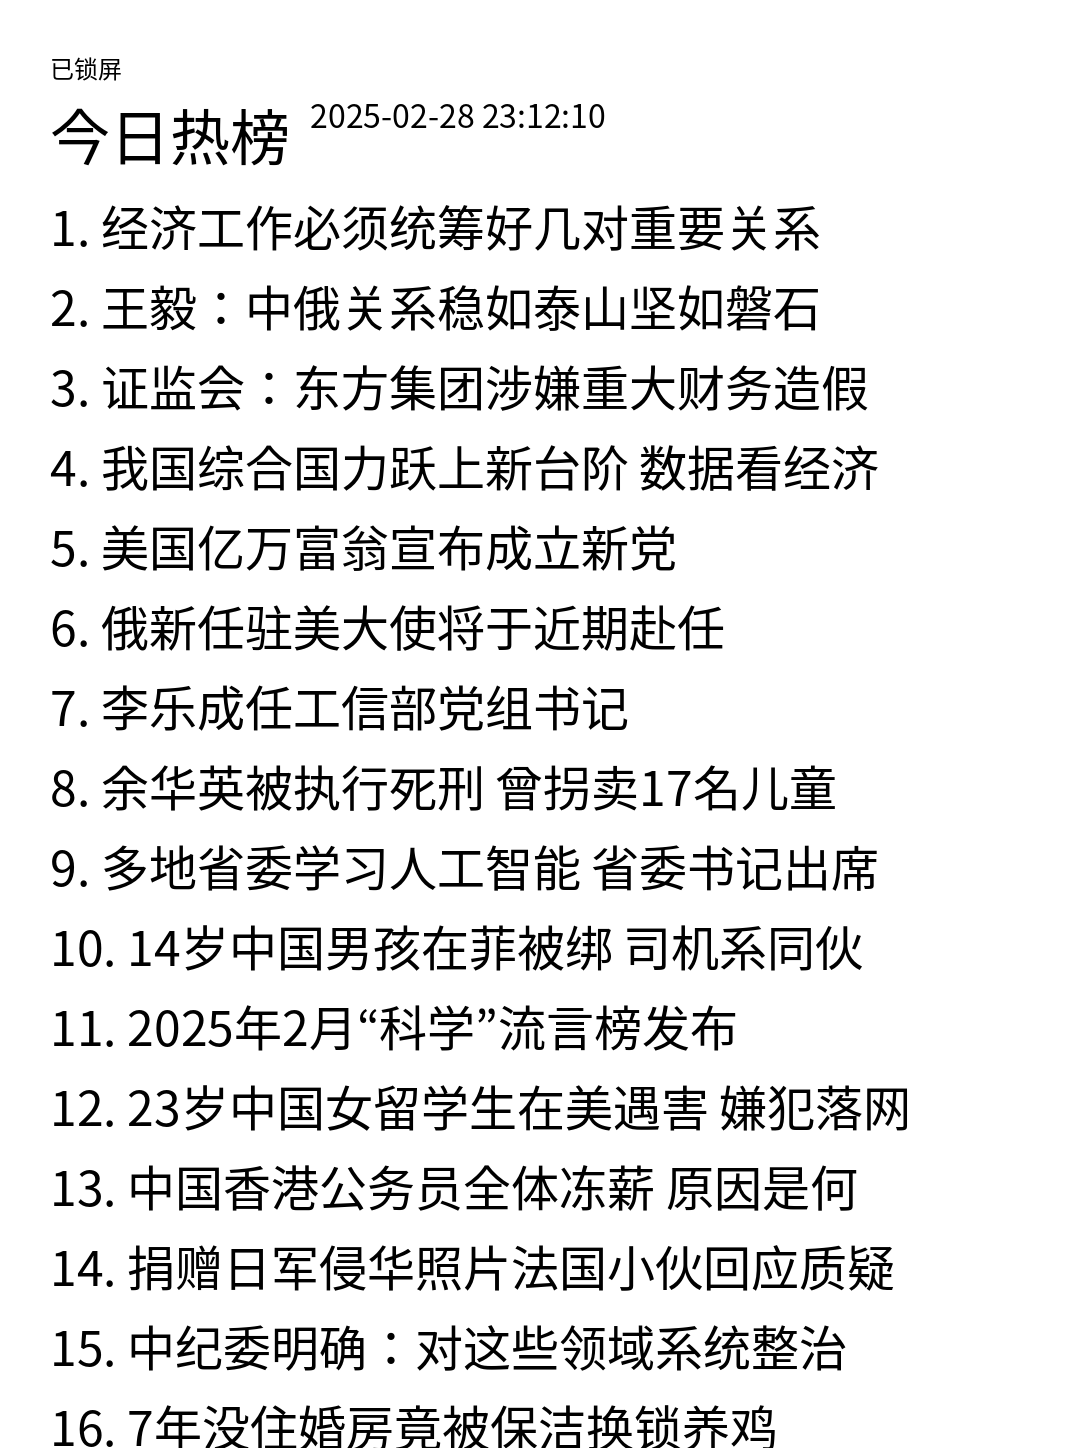 已锁屏
今日热榜 2025-02-28 23:12:10
1. 经济工作必须统筹好几对重要关系
2. 王毅：中俄关系稳如泰山坚如磐石
3. 证监会：东方集团涉嫌重大财务造假
4. 我国综合国力跃上新台阶 数据看经济
5. 美国亿万富翁宣布成立新党
6. 俄新任驻美大使将于近期赴任
7. 李乐成任工信部党组书记
8. 余华英被执行死刑 曾拐卖17名儿童
9. 多地省委学习人工智能 省委书记出席
10. 14岁中国男孩在菲被绑 司机系同伙
11. 2025年2月“科学”流言榜发布
12. 23岁中国女留学生在美遇害 嫌犯落网
13. 中国香港公务员全体冻薪 原因是何
14. 捐赠日军侵华照片法国小伙回应质疑
15. 中纪委明确：对这些领域系统整治
16. 7年没住婚房竟被保洁换锁养鸡